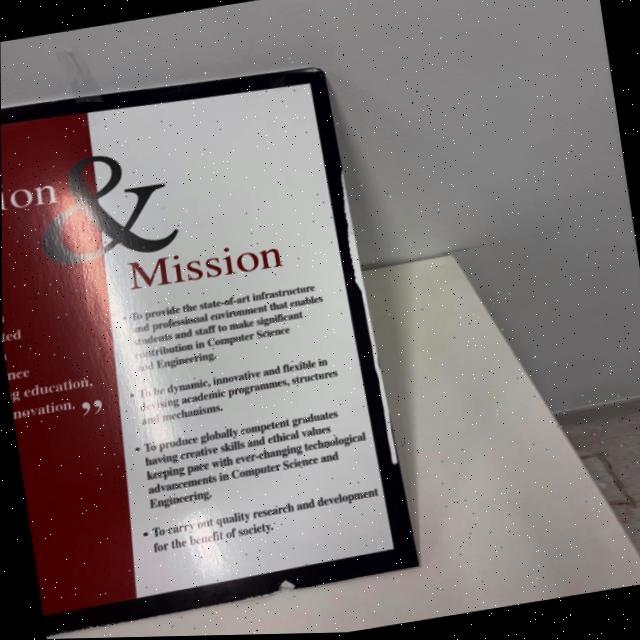 ion
&
ted
nce
g education,
novation. ”
Mission
To provide the state-of-art infrastructure
and professinoal environment that enables
students and staff to make significant
contribution in Computer Science
and Engineering.
• To be dynamic, innovative and flexible in
devising academic programmes, structures
and mechanisms.
• To produce globally competent graduates
having creative skills and ethical values
keeping pace with ever-changing technological
advancements in Computer Science and
Engineering.
• To carry out quality research and development
for the benefit of society.